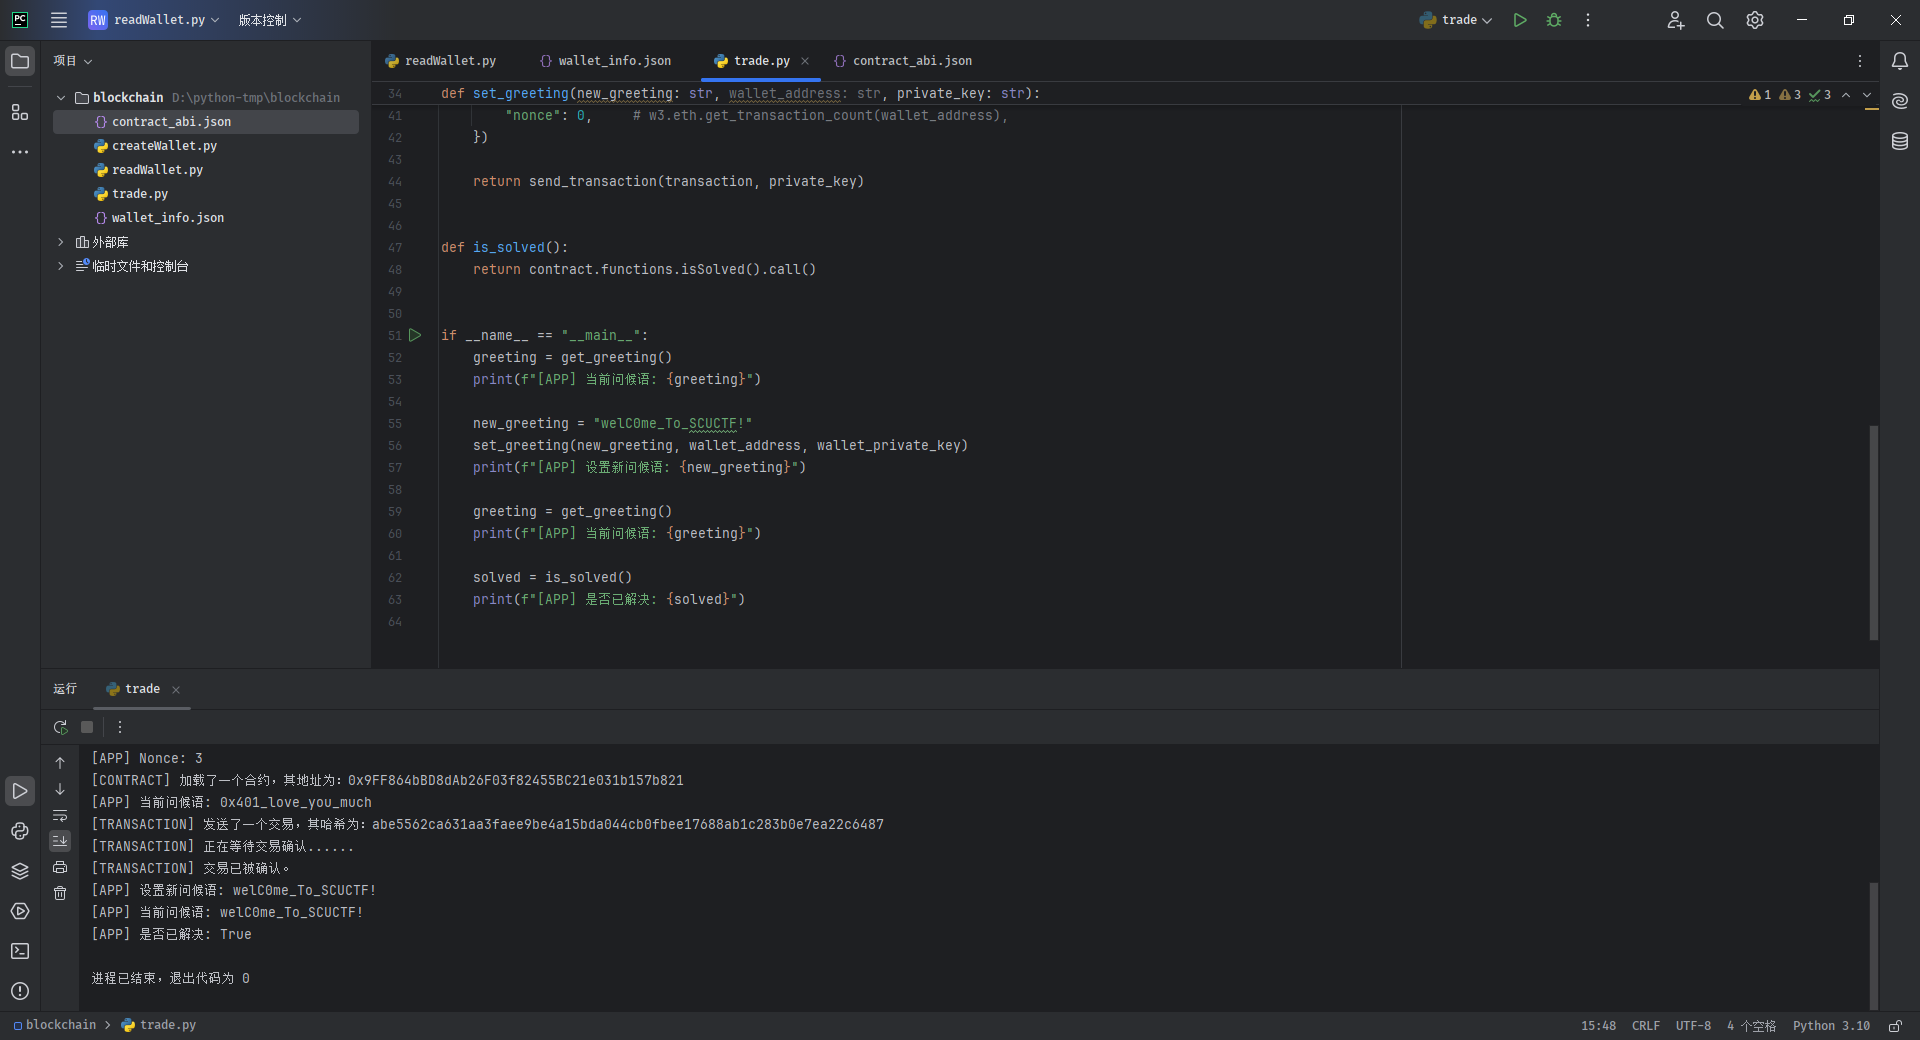 PC
RW readWallet.py 版本控制 trade
项目
blockchain D:\python-tmp\blockchain
contract_abi.json
createWallet.py
readWallet.py
trade.py
wallet_info.json
外部库
临时文件和控制台
readWallet.py wallet_info.json trade.py contract_abi.json
34 def set_greeting(new_greeting: str, wallet_address: str, private_key: str): 1 3 3
41 "nonce": 0, # w3.eth.get_transaction_count(wallet_address),
42 })
43
44 return send_transaction(transaction, private_key)
45
46
47 def is_solved():
48 return contract.functions.isSolved().call()
49
50
51 if __name__ == "__main__":
52 greeting = get_greeting()
53 print(f"[APP] 当前问候语: {greeting}")
54
55 new_greeting = "welC0me_To_SCUCTF!"
56 set_greeting(new_greeting, wallet_address, wallet_private_key)
57 print(f"[APP] 设置新问候语: {new_greeting}")
58
59 greeting = get_greeting()
60 print(f"[APP] 当前问候语: {greeting}")
61
62 solved = is_solved()
63 print(f"[APP] 是否已解决: {solved}")
64
运行 trade
[APP] Nonce: 3
[CONTRACT] 加载了一个合约，其地址为：0x9FF864bBD8dAb26F03f82455BC21e031b157b821
[APP] 当前问候语: 0x401_love_you_much
[TRANSACTION] 发送了一个交易，其哈希为：abe5562ca631aa3faee9be4a15bda044cb0fbee17688ab1c283b0e7ea22c6487
[TRANSACTION] 正在等待交易确认......
[TRANSACTION] 交易已被确认。
[APP] 设置新问候语: welC0me_To_SCUCTF!
[APP] 当前问候语: welC0me_To_SCUCTF!
[APP] 是否已解决: True
进程已结束，退出代码为 0
blockchain > trade.py 15:48 CRLF UTF-8 4 个空格 Python 3.10